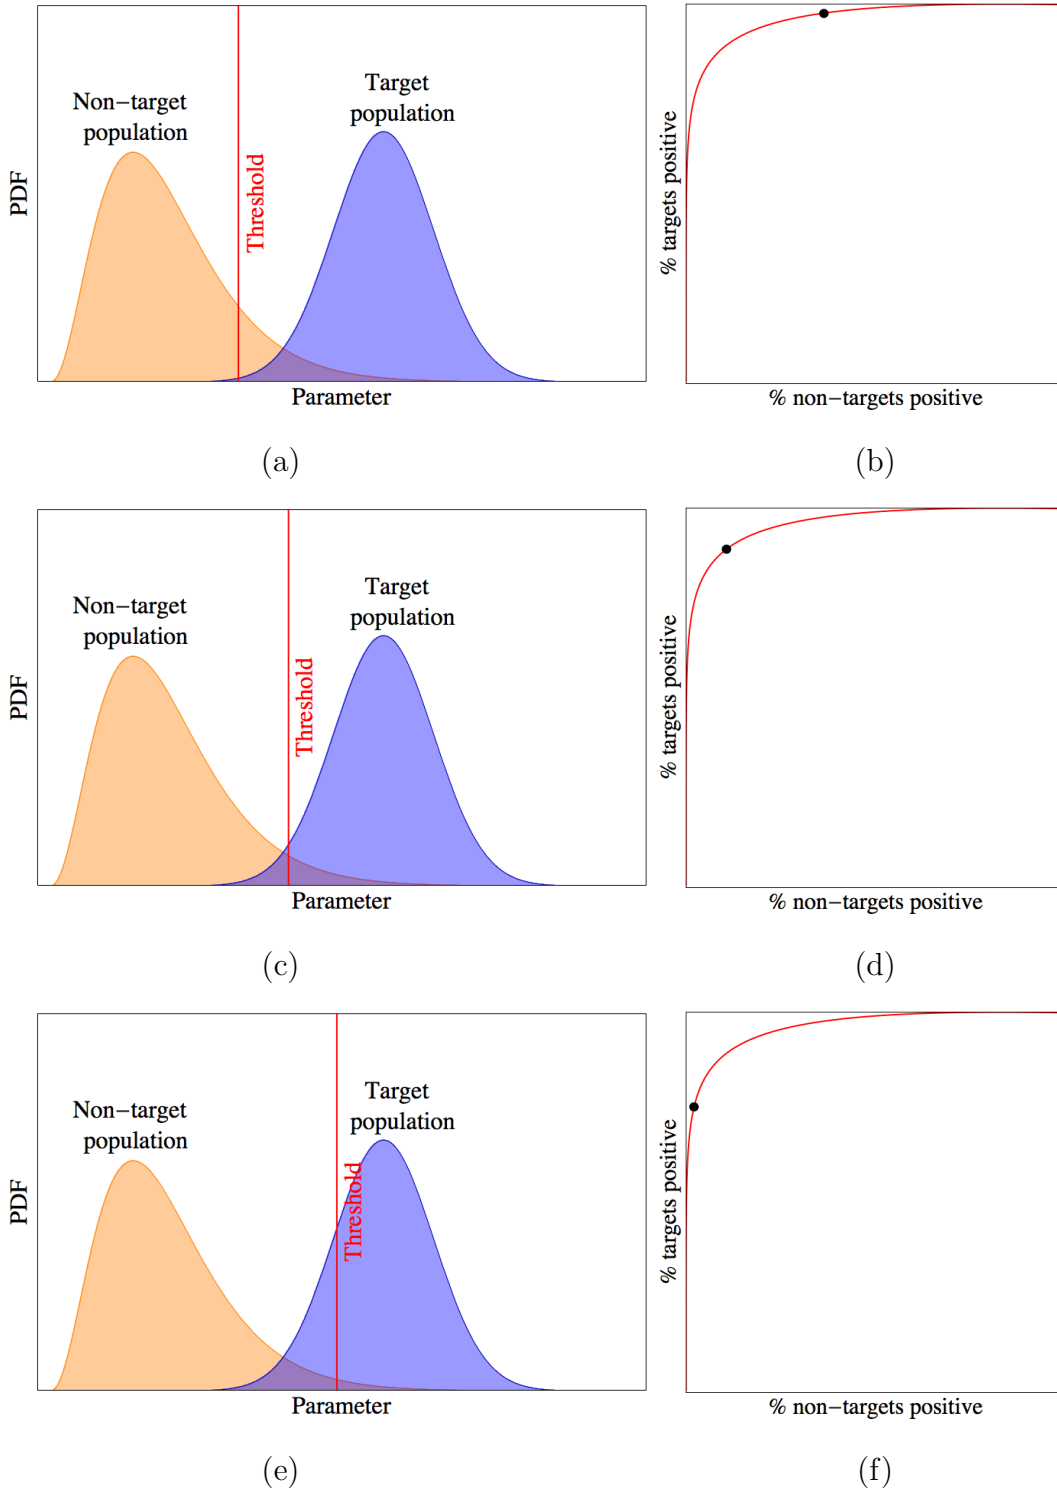 Non−target
population
Target
population
Threshold
PDF
Parameter
(a)
% targets positive
% non−targets positive
(b)
Non−target
population
Target
population
Threshold
PDF
Parameter
(c)
% targets positive
% non−targets positive
(d)
Non−target
population
Target
population
Threshold
PDF
Parameter
(e)
% targets positive
% non−targets positive
(f)